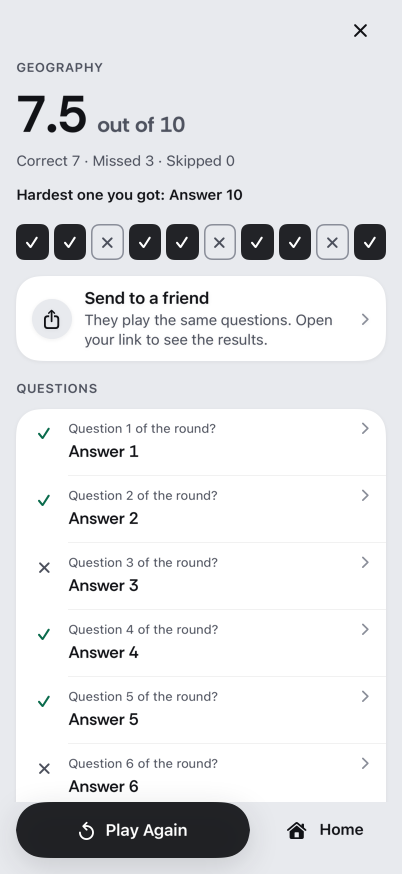 GEOGRAPHY
7.5 out of 10
Correct 7 · Missed 3 · Skipped 0
Hardest one you got: Answer 10
Send to a friend
They play the same questions. Open
your link to see the results.
QUESTIONS
Question 1 of the round?
Answer 1
Question 2 of the round?
Answer 2
Question 3 of the round?
Answer 3
Question 4 of the round?
Answer 4
Question 5 of the round?
Answer 5
Question 6 of the round?
Answer 6
Play Again
Home